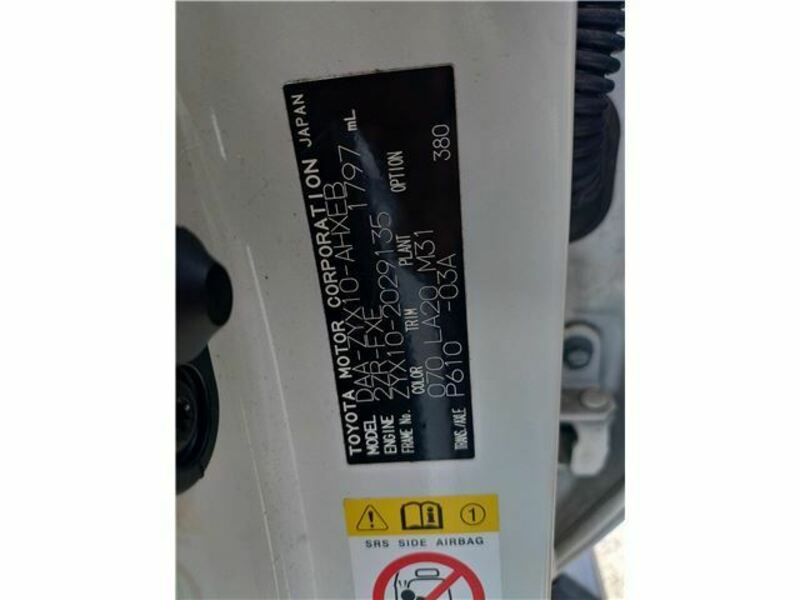 TOYOTA MOTOR CORPORATION JAPAN
MODEL DAA-ZYX10-AHXEB
ENGINE 2ZR-FXE 1797 mL
FRAME No. ZYX10-2029135
COLOR TRIM PLANT OPTION
070 LA20 M31
TRANS./AXLE P610 -03A 380
1
SRS SIDE AIRBAG